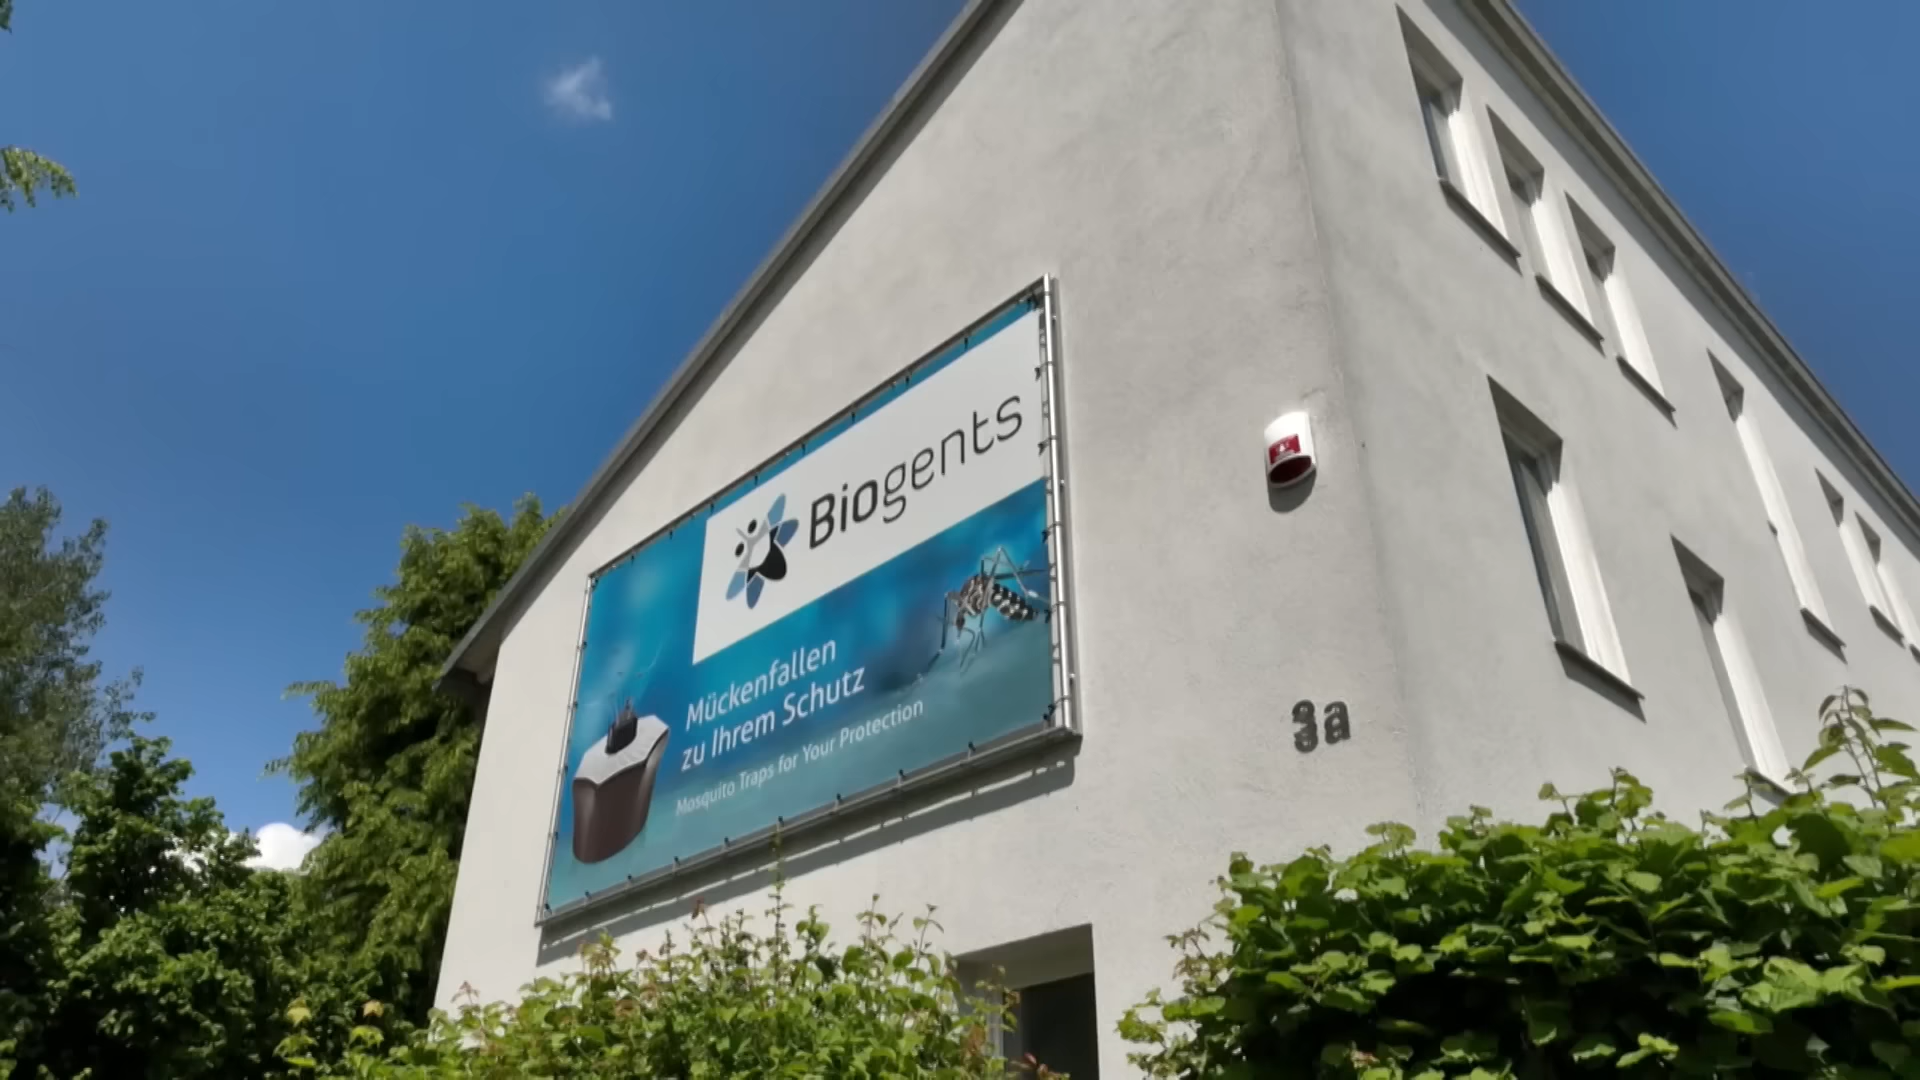 Biogents
Mückenfallen
zu Ihrem Schutz
Mosquito Traps for Your Protection
3a